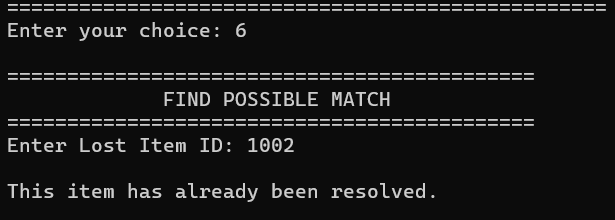 ==================================================
Enter your choice: 6
============================================
FIND POSSIBLE MATCH
============================================
Enter Lost Item ID: 1002
This item has already been resolved.